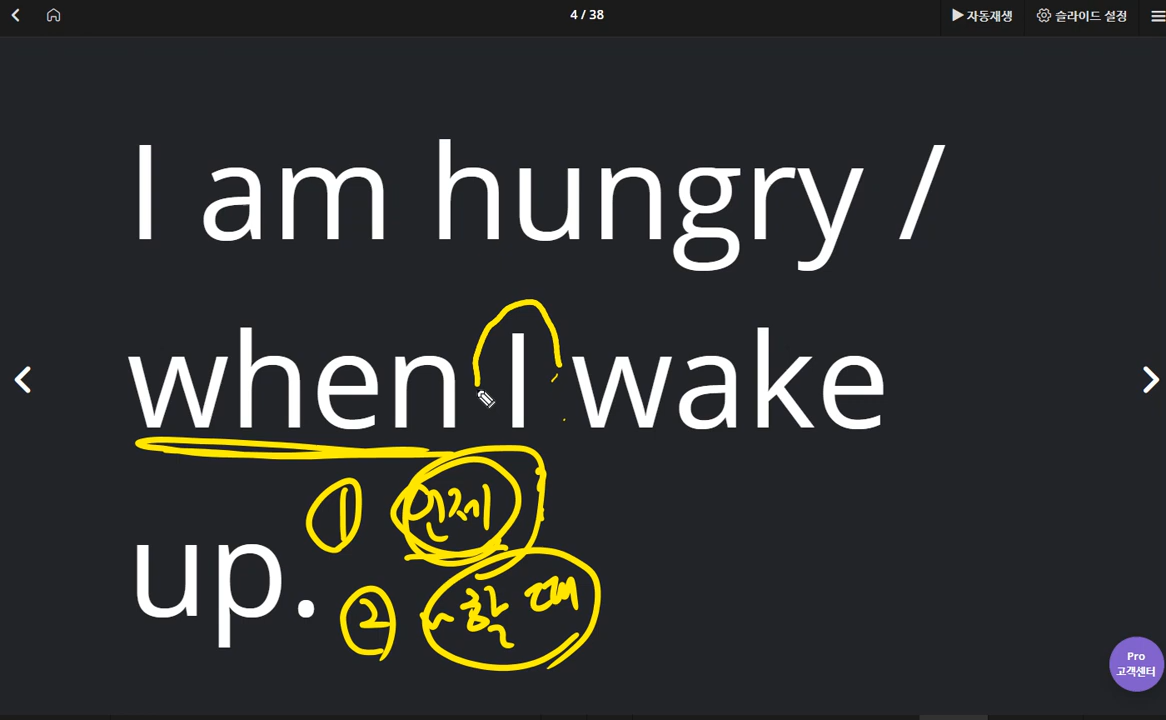 4 / 38
▶ 자동재생
슬라이드 설정
I am hungry /
when I wake
up.
① 언제
② ~할 때
Pro
고객센터